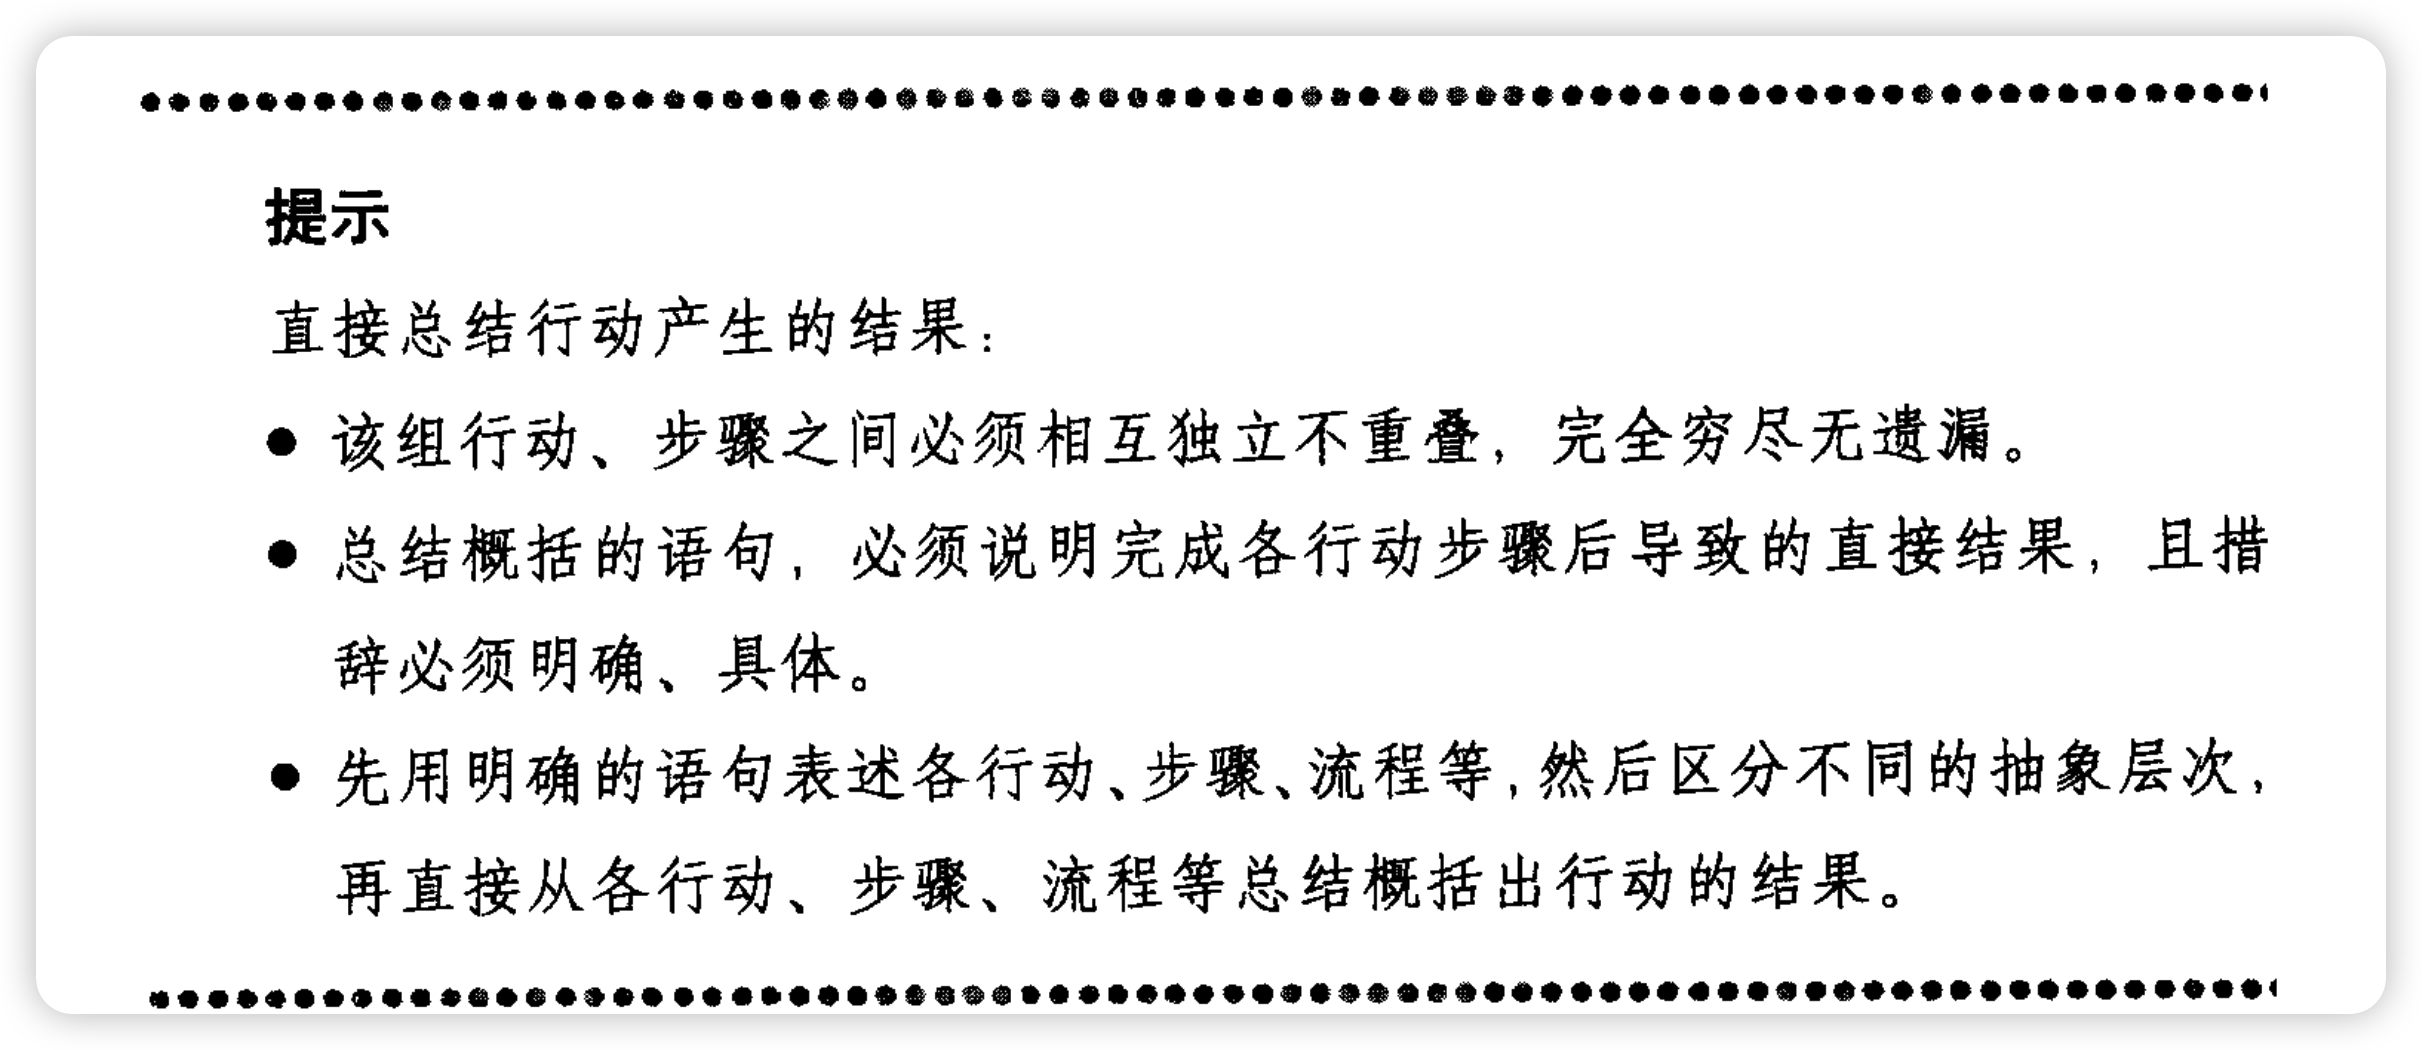 提示
直接总结行动产生的结果：
● 该组行动、步骤之间必须相互独立不重叠，完全穷尽无遗漏。
● 总结概括的语句，必须说明完成各行动步骤后导致的直接结果，且措
辞必须明确、具体。
● 先用明确的语句表述各行动、步骤、流程等，然后区分不同的抽象层次，
再直接从各行动、步骤、流程等总结概括出行动的结果。